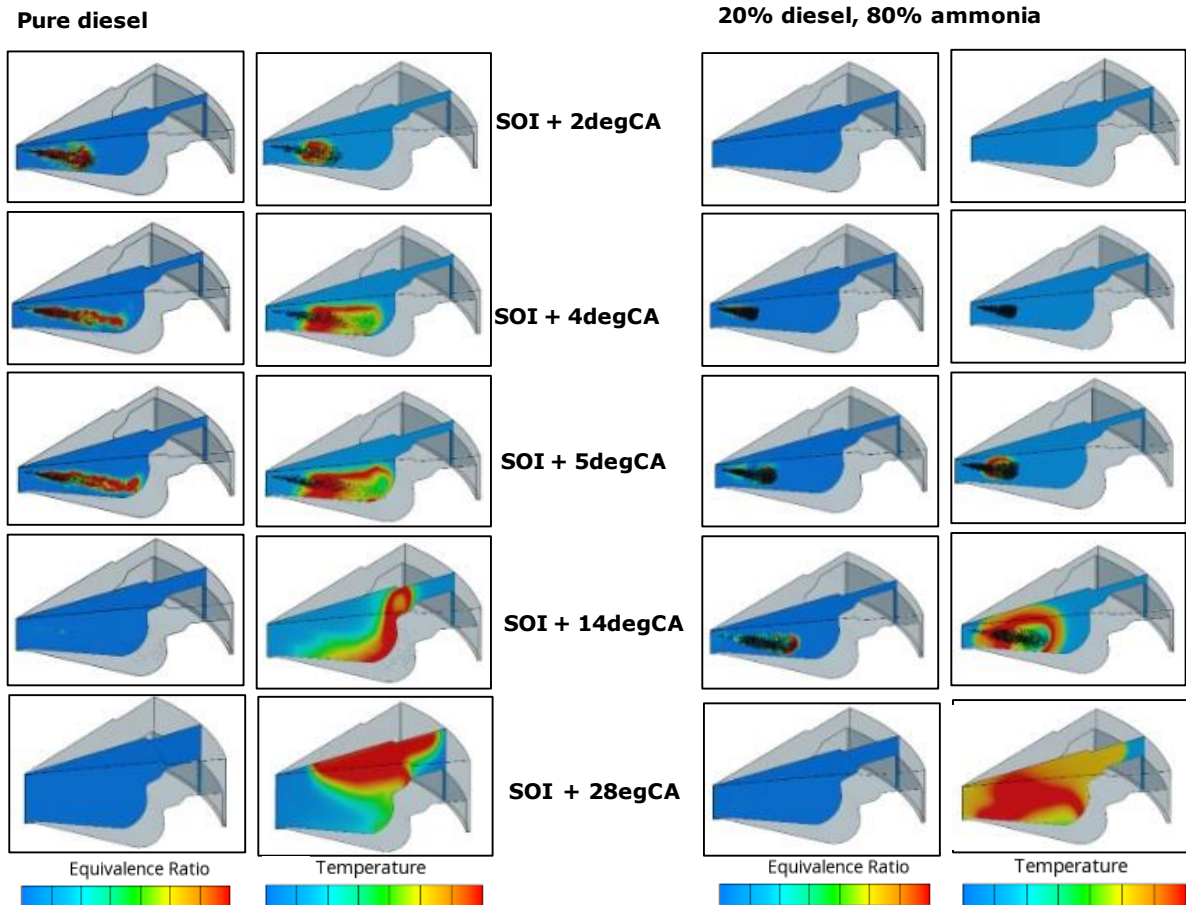 Pure diesel
20% diesel, 80% ammonia
SOI + 2degCA
SOI + 4degCA
SOI + 5degCA
SOI + 14degCA
SOI + 28egCA
Equivalence Ratio
Temperature
Equivalence Ratio
Temperature